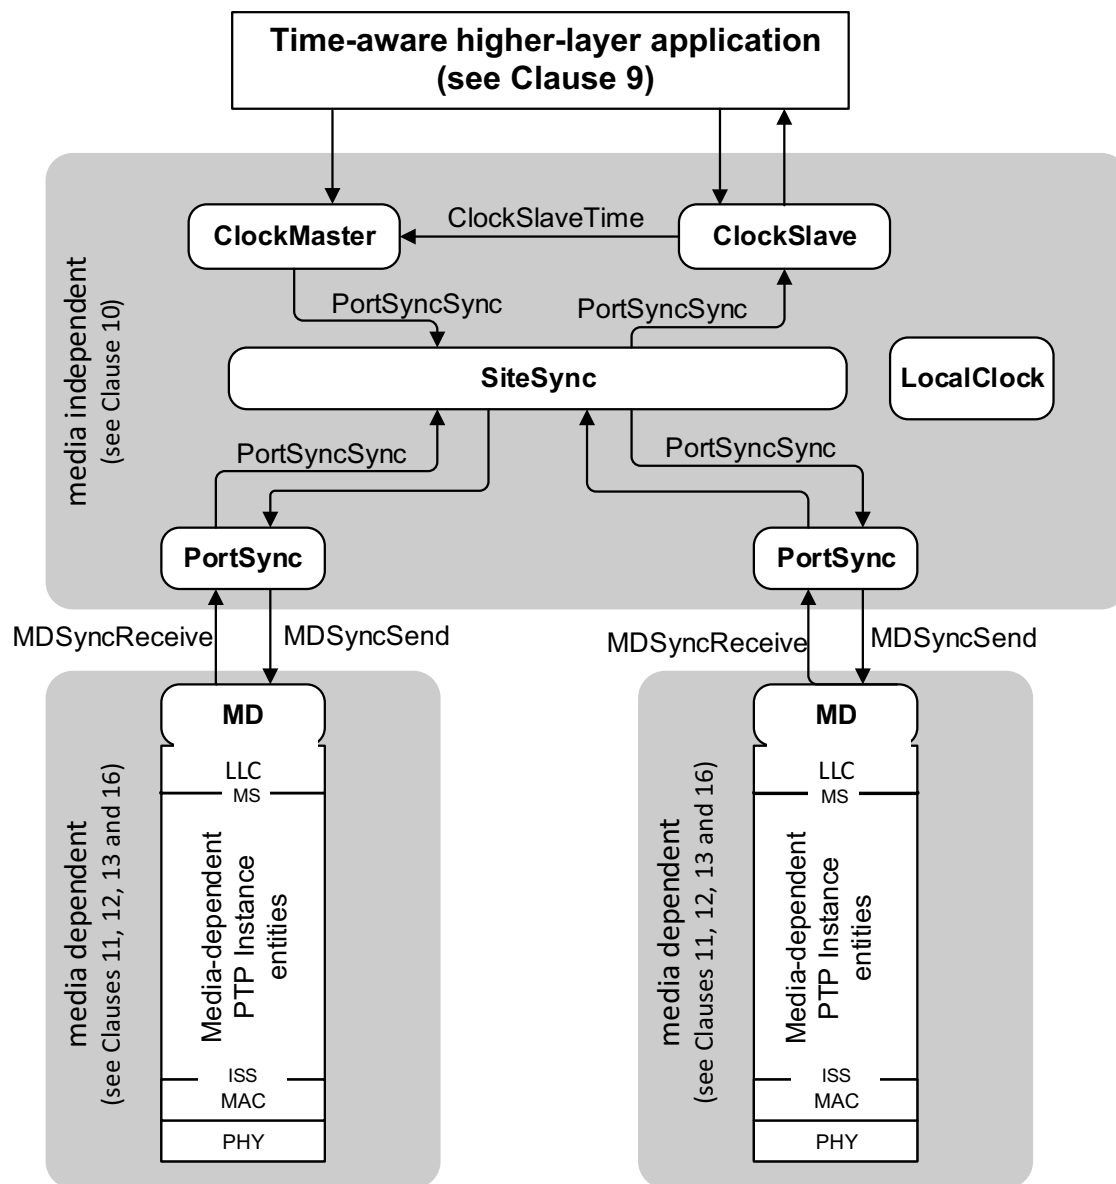 Time-aware higher-layer application
(see Clause 9)
ClockMaster
ClockSlaveTime
ClockSlave
PortSyncSync
PortSyncSync
media independent
(see Clause 10)
SiteSync
LocalClock
PortSyncSync
PortSyncSync
PortSync
PortSync
MDSyncReceive
MDSyncSend
MDSyncReceive
MDSyncSend
MD
LLC
MS
media dependent
(see Clauses 11, 12, 13 and 16)
Media-dependent
PTP Instance
entities
ISS
MAC
PHY
MD
LLC
MS
media dependent
(see Clauses 11, 12, 13 and 16)
Media-dependent
PTP Instance
entities
ISS
MAC
PHY